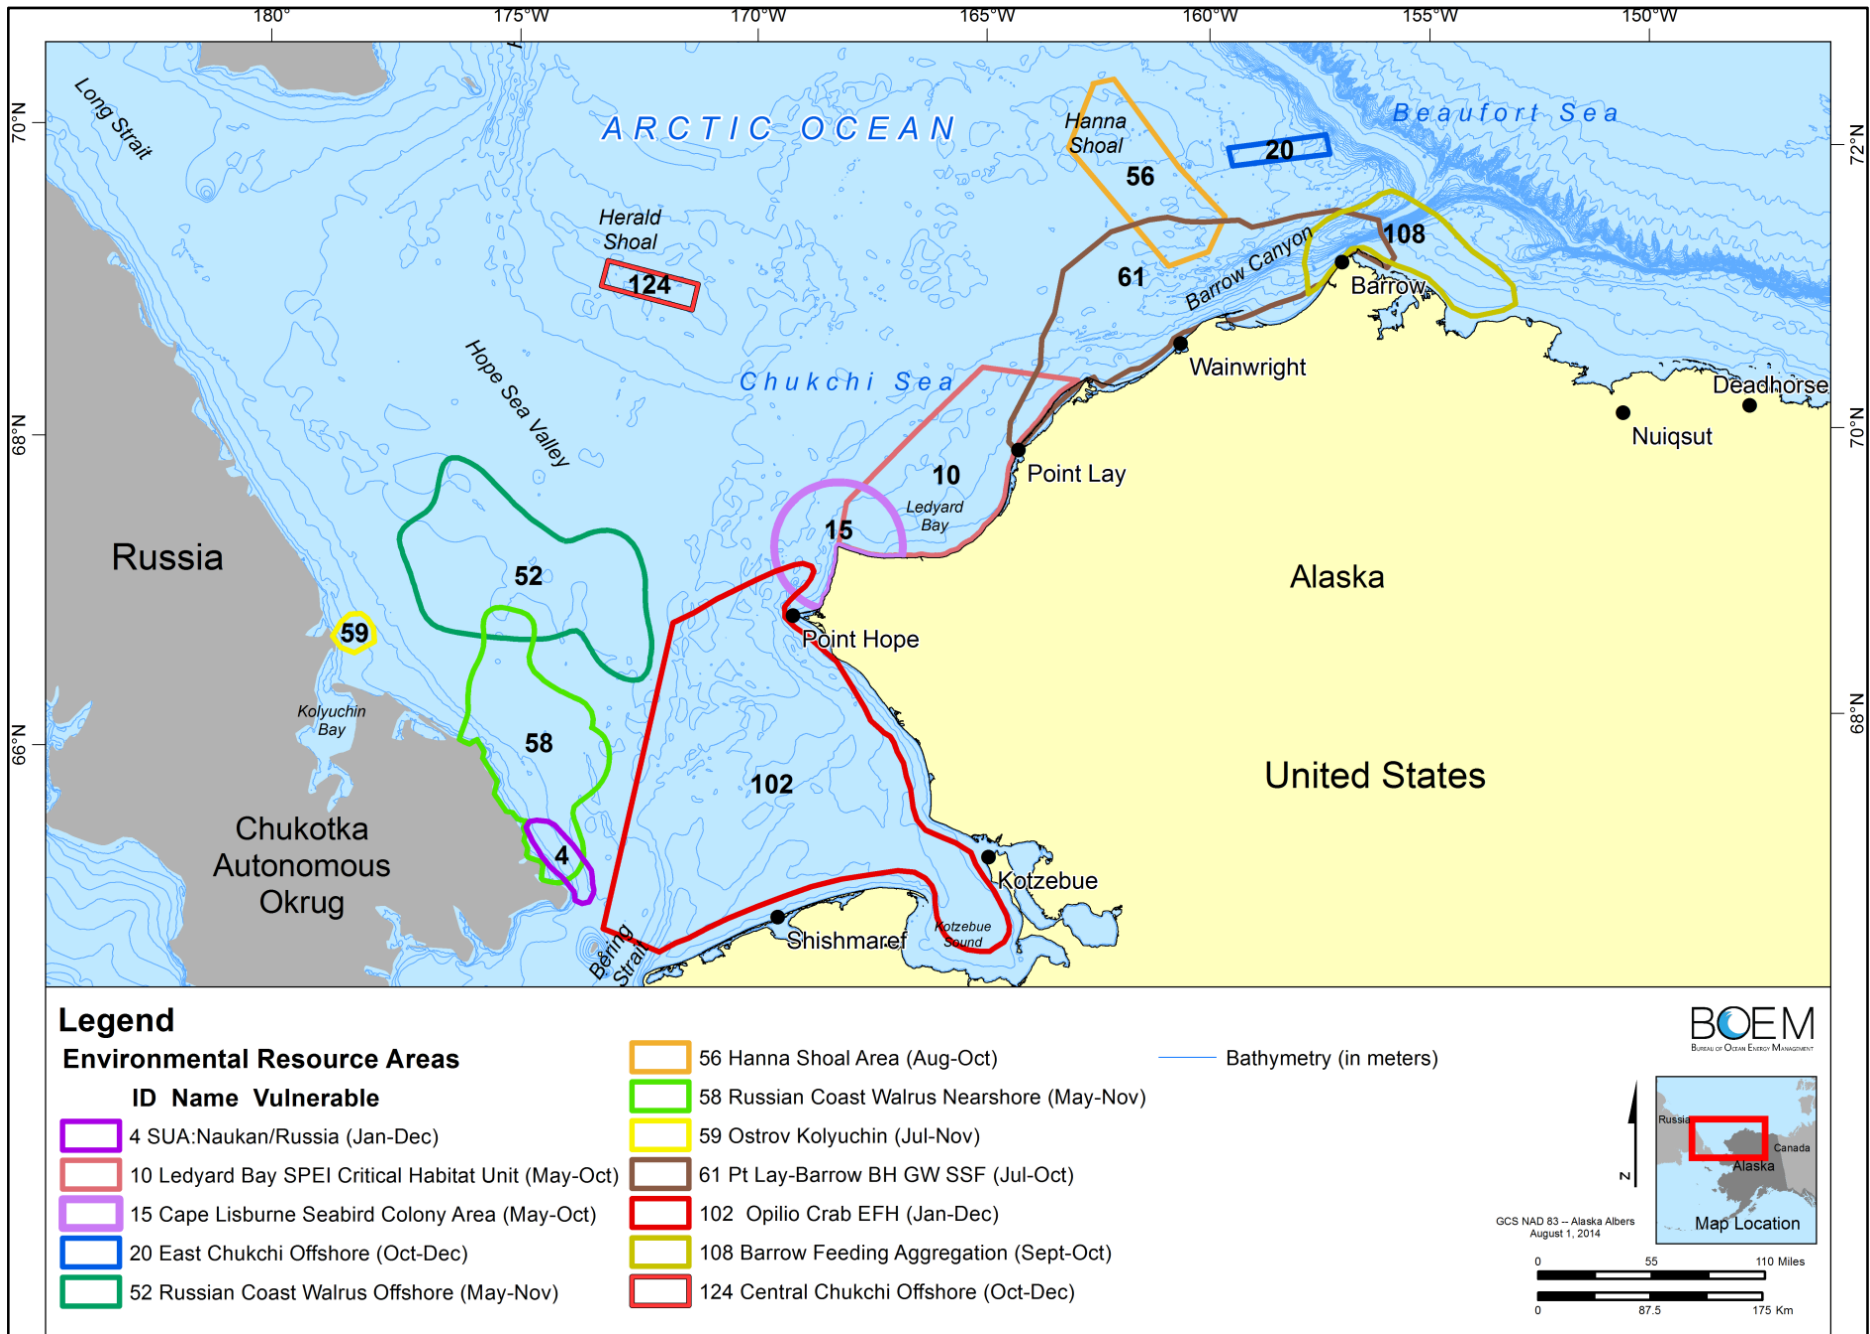 180°
175°W
170°W
165°W
160°W
155°W
150°W
70°N
68°N
66°N
72°N
70°N
68°N
Long Strait
ARCTIC OCEAN
Beaufort Sea
Hanna
Shoal
20
56
Herald
Shoal
124
108
61
Barrow Canyon
Barrow
Wainwright
Hope Sea Valley
Chukchi Sea
Deadhorse
Nuiqsut
10
Point Lay
Ledyard
Bay
15
Russia
52
Alaska
59
Point Hope
Kolyuchin
Bay
58
102
United States
Chukotka
Autonomous
Okrug
4
Kotzebue
Shishmaref
Kotzebue
Sound
Bering
Strait
Legend
Environmental Resource Areas
ID Name Vulnerable
4 SUA:Naukan/Russia (Jan-Dec)
10 Ledyard Bay SPEI Critical Habitat Unit (May-Oct)
15 Cape Lisburne Seabird Colony Area (May-Oct)
20 East Chukchi Offshore (Oct-Dec)
52 Russian Coast Walrus Offshore (May-Nov)
56 Hanna Shoal Area (Aug-Oct)
58 Russian Coast Walrus Nearshore (May-Nov)
59 Ostrov Kolyuchin (Jul-Nov)
61 Pt Lay-Barrow BH GW SSF (Jul-Oct)
102 Opilio Crab EFH (Jan-Dec)
108 Barrow Feeding Aggregation (Sept-Oct)
124 Central Chukchi Offshore (Oct-Dec)
Bathymetry (in meters)
BOEM
BUREAU OF OCEAN ENERGY MANAGEMENT
N
Russia
Canada
Alaska
Map Location
GCS NAD 83 -- Alaska Albers
August 1, 2014
0 55 110 Miles
0 87.5 175 Km